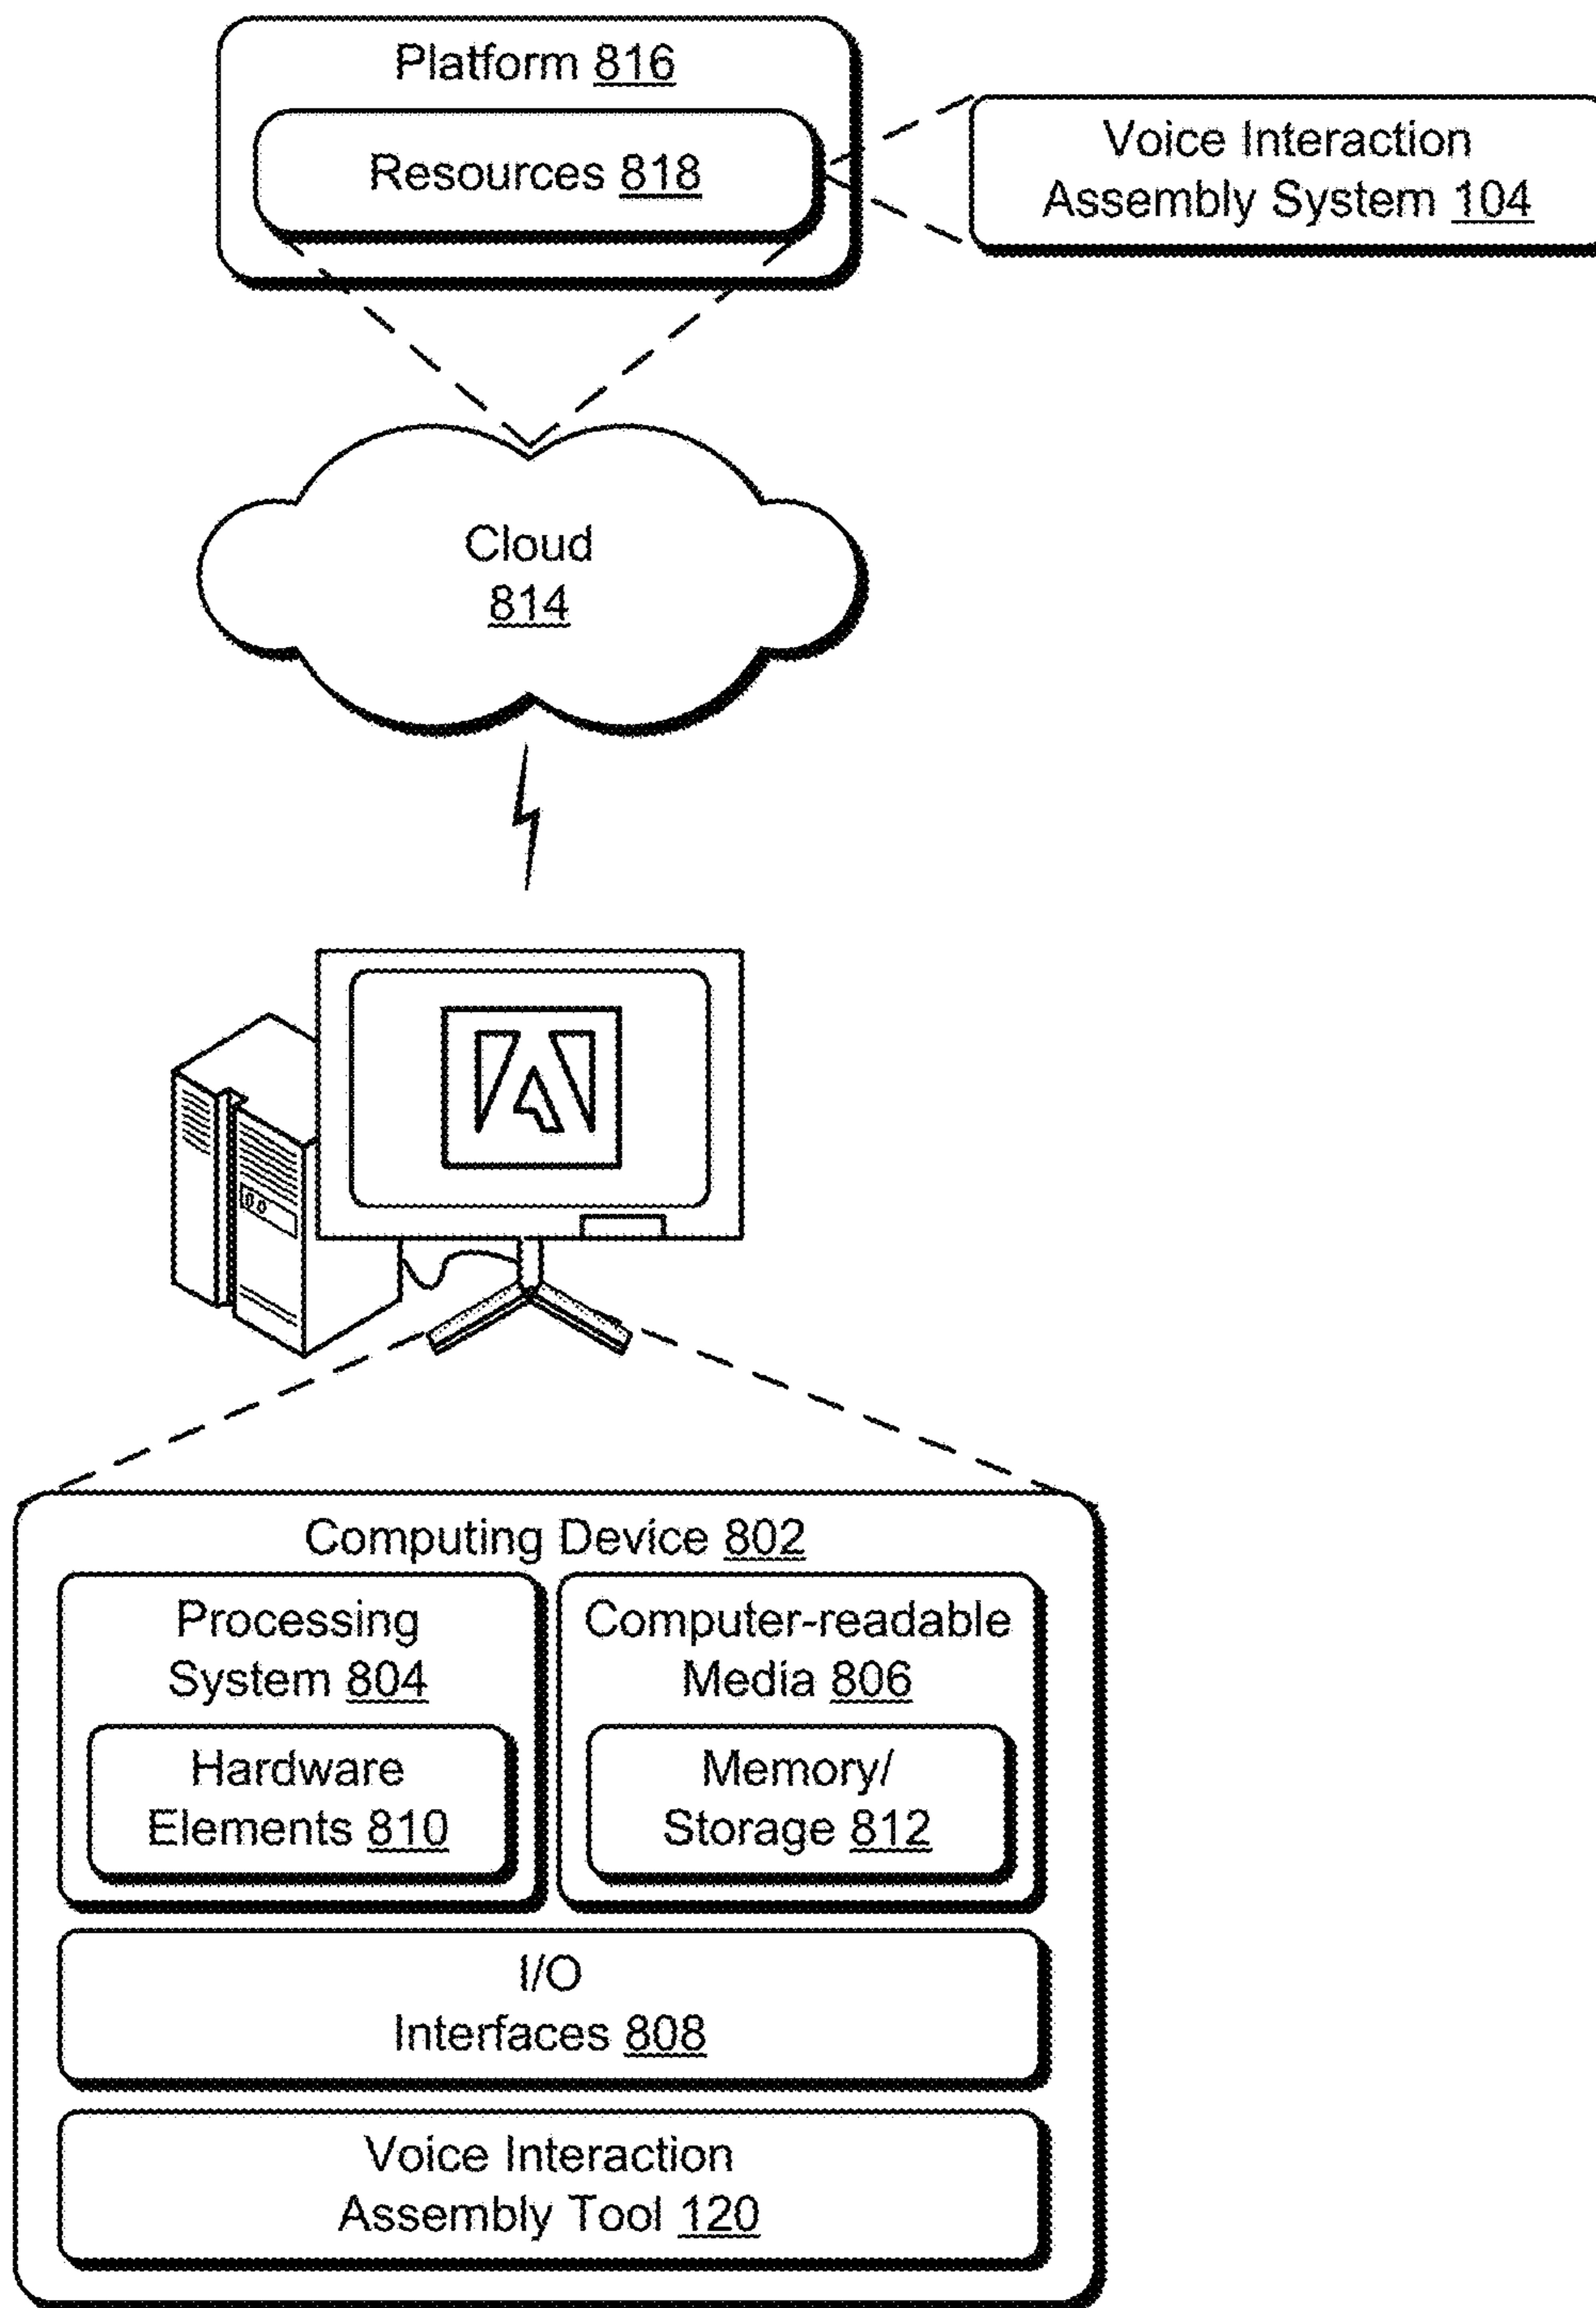 Platform 816
Resources 818
Voice Interaction
Assembly System 104
Cloud
814
Computing Device 802
Processing
System 804
Hardware
Elements 810
Computer-readable
Media 806
Memory/
Storage 812
I/O
Interfaces 808
Voice Interaction
Assembly Tool 120